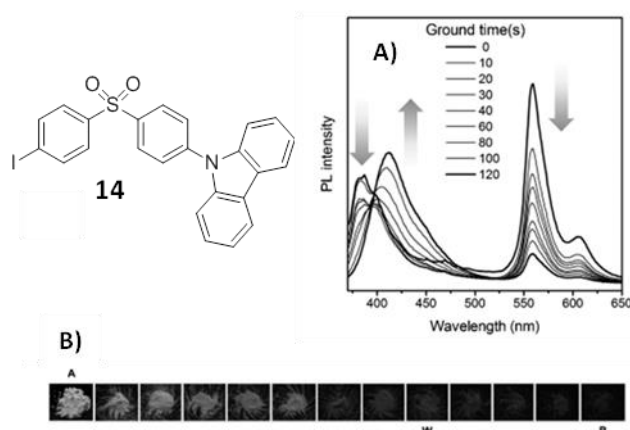 O O
S
I
N
14
A)
Ground time(s)
0
10
20
30
40
60
80
100
120
PL intensity
400 450 500 550 600 650
Wavelength (nm)
B)
A
W